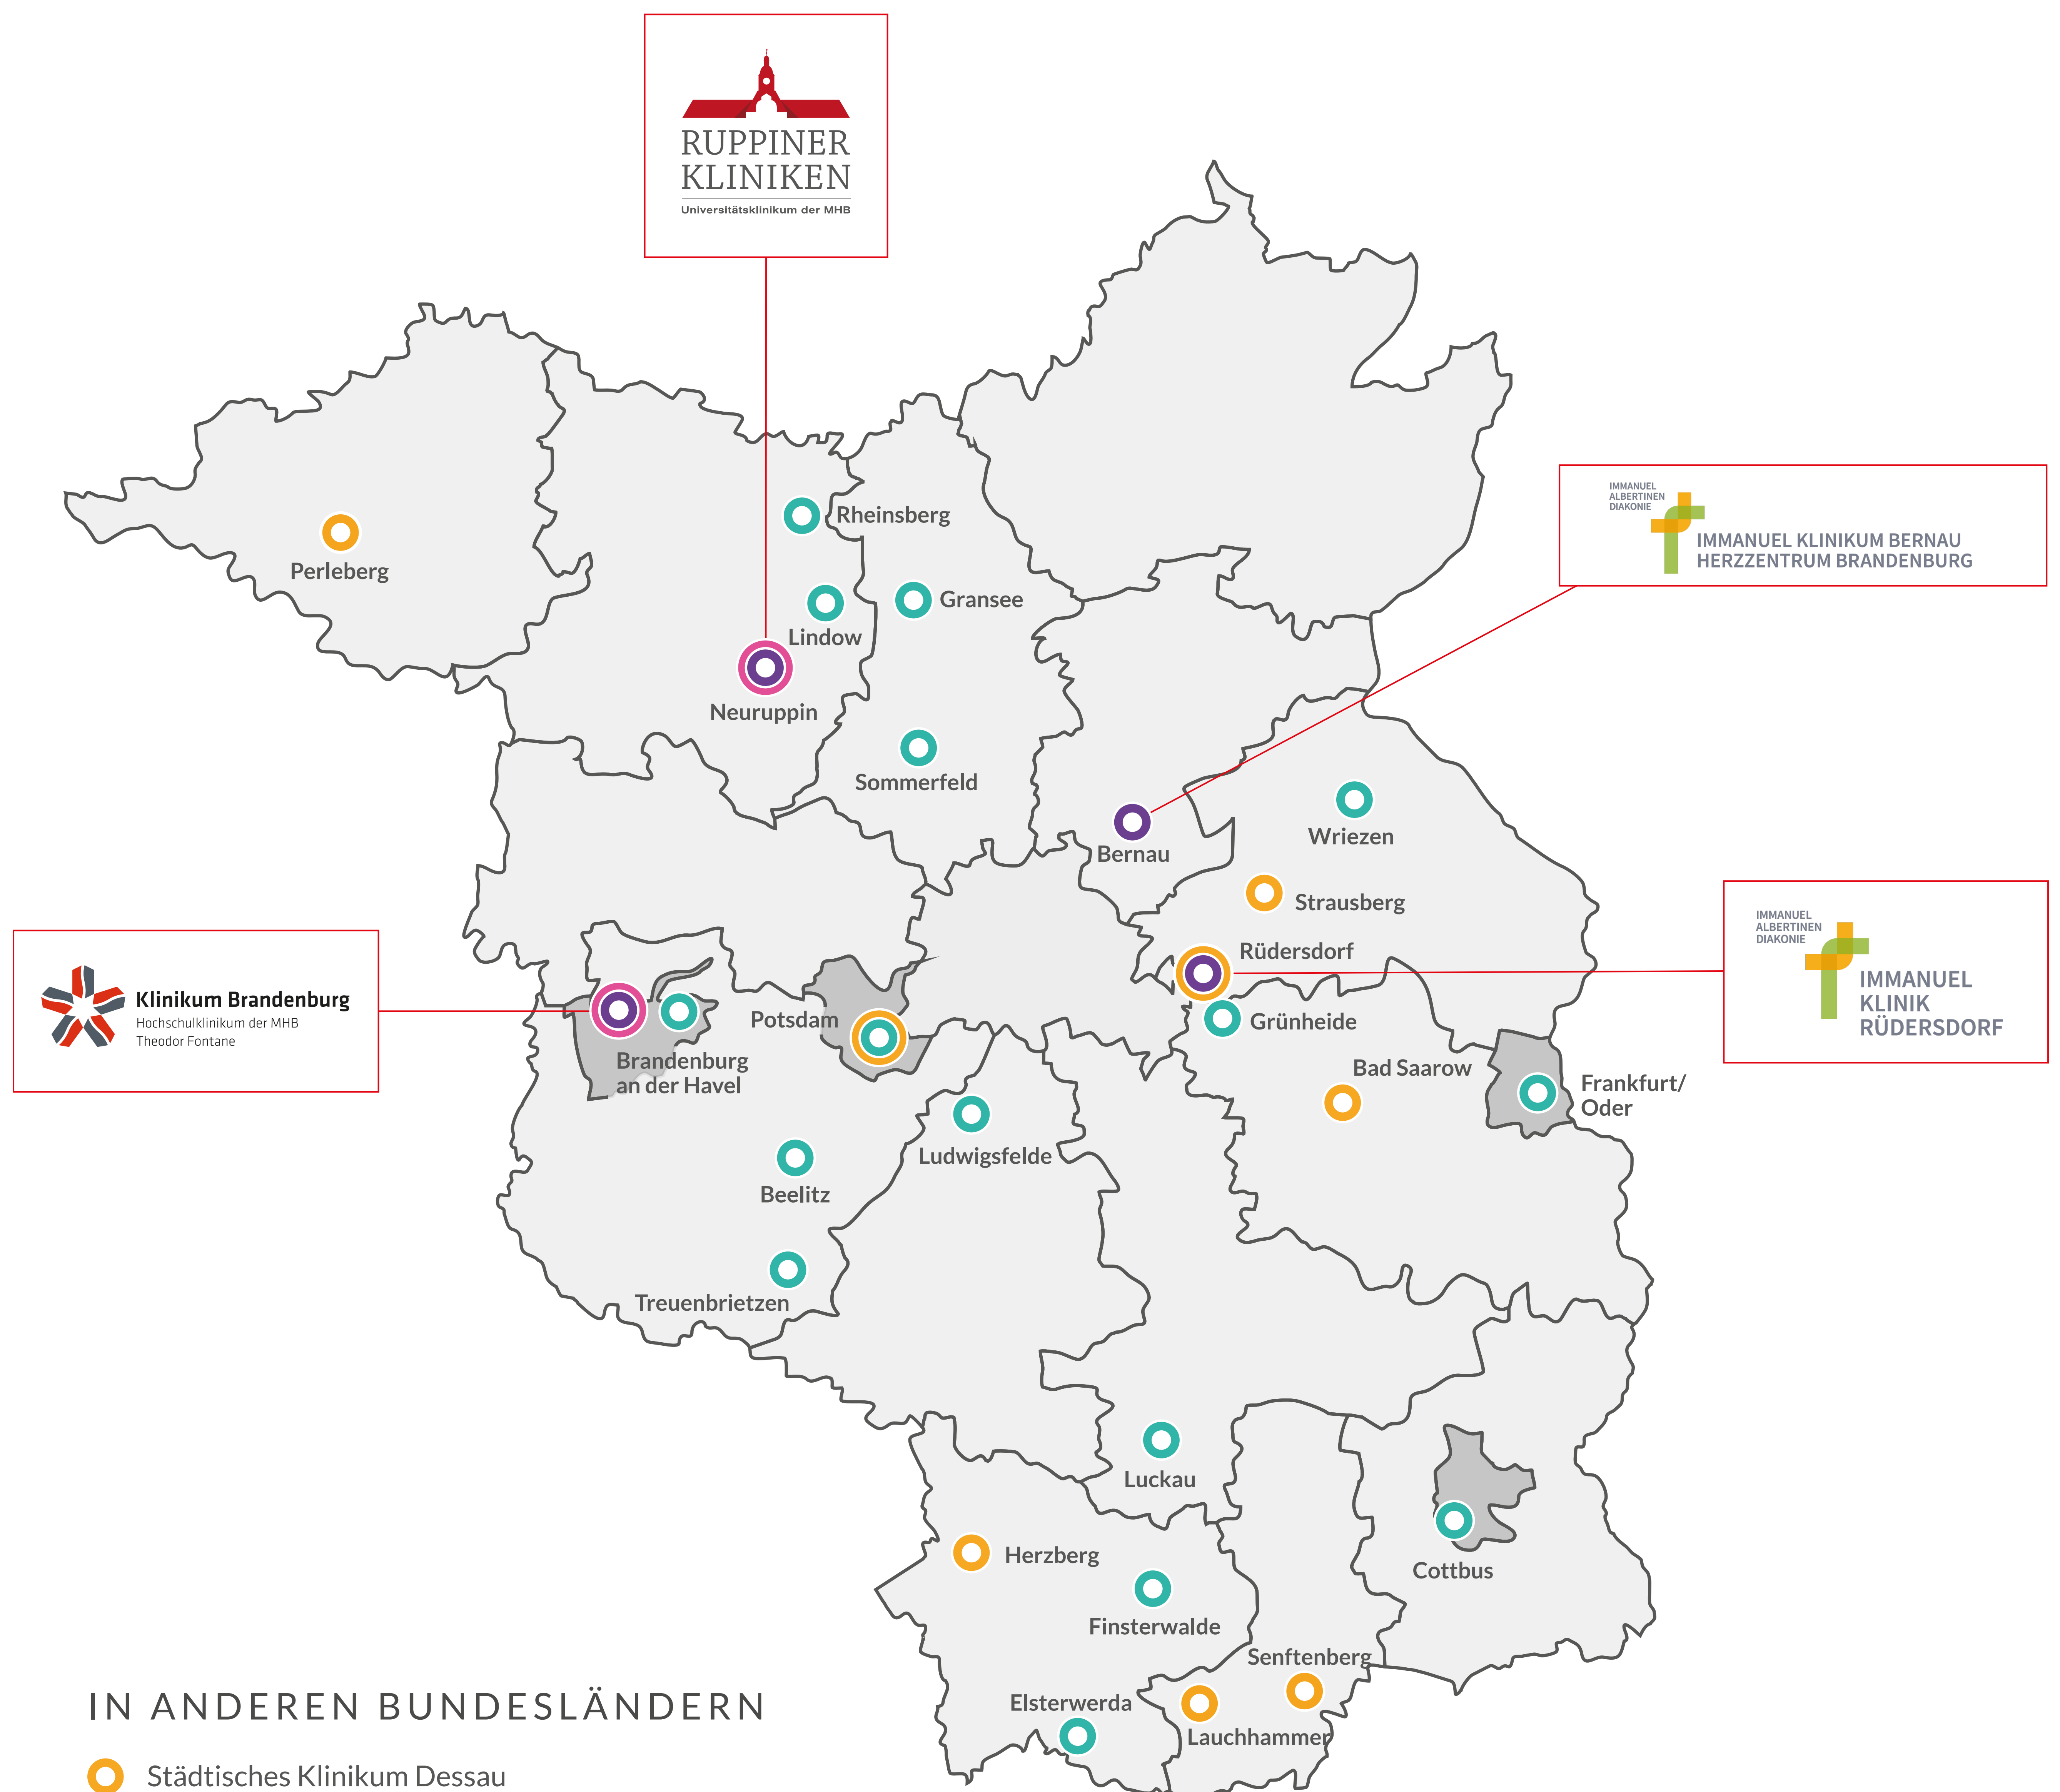 RUPPINER
KLINIKEN
Universitätsklinikum der MHB
IMMANUEL
ALBERTINEN
DIAKONIE
IMMANUEL KLINIKUM BERNAU
HERZZENTRUM BRANDENBURG
Rheinsberg
Perleberg
Gransee
Lindow
Neuruppin
Sommerfeld
Wriezen
Bernau
Strausberg
IMMANUEL
ALBERTINEN
DIAKONIE
IMMANUEL
KLINIK
RÜDERSDORF
Rüdersdorf
Klinikum Brandenburg
Hochschulklinikum der MHB
Theodor Fontane
Potsdam
Grünheide
Brandenburg
an der Havel
Bad Saarow
Frankfurt/
Oder
Ludwigsfelde
Beelitz
Treuenbrietzen
Luckau
Herzberg
Cottbus
Finsterwalde
Senftenberg
Elsterwerda
Lauchhammer
IN ANDEREN BUNDESLÄNDERN
Städtisches Klinikum Dessau